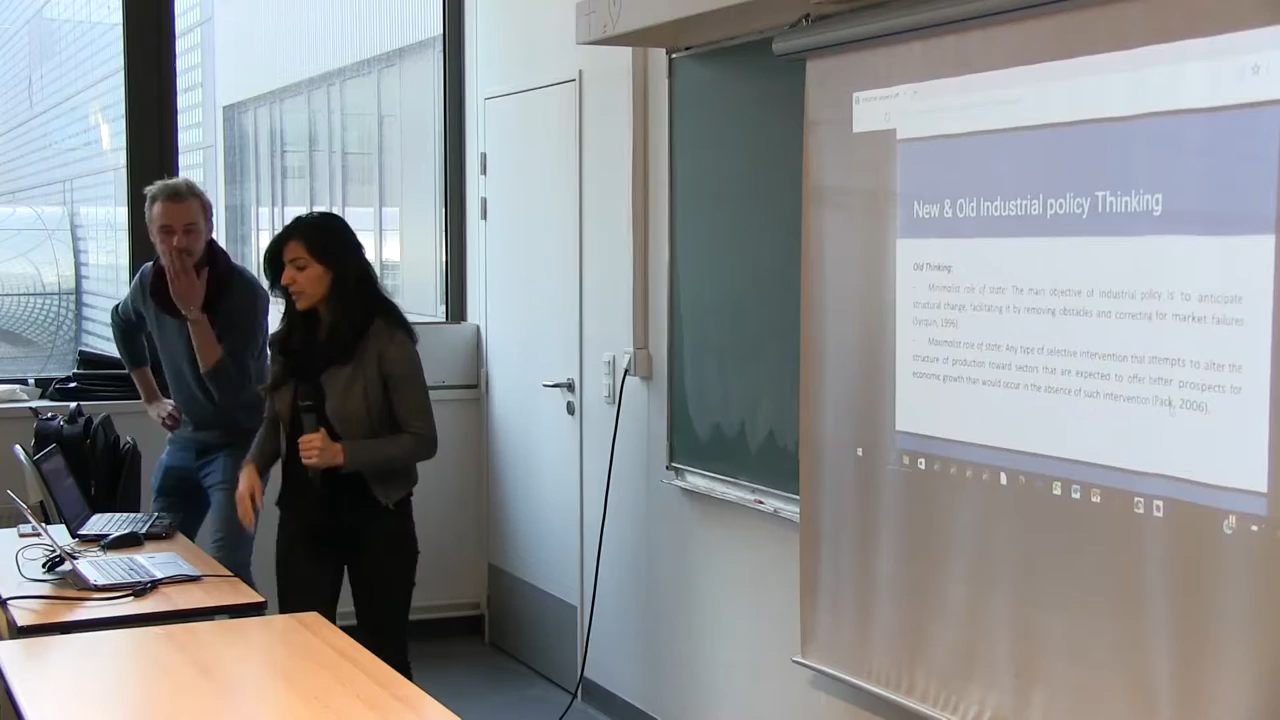 New & Old Industrial policy Thinking
Old Thinking:
- Minimalist role of state: The main objective of industrial policy is to anticipate
structural change, facilitating it by removing obstacles and correcting for market failures
(Syrquin, 1996).
- Maximalist role of state: Any type of selective intervention that attempts to alter the
structure of production toward sectors that are expected to offer better prospects for
economic growth than would occur in the absence of such intervention (Pack, 2006).